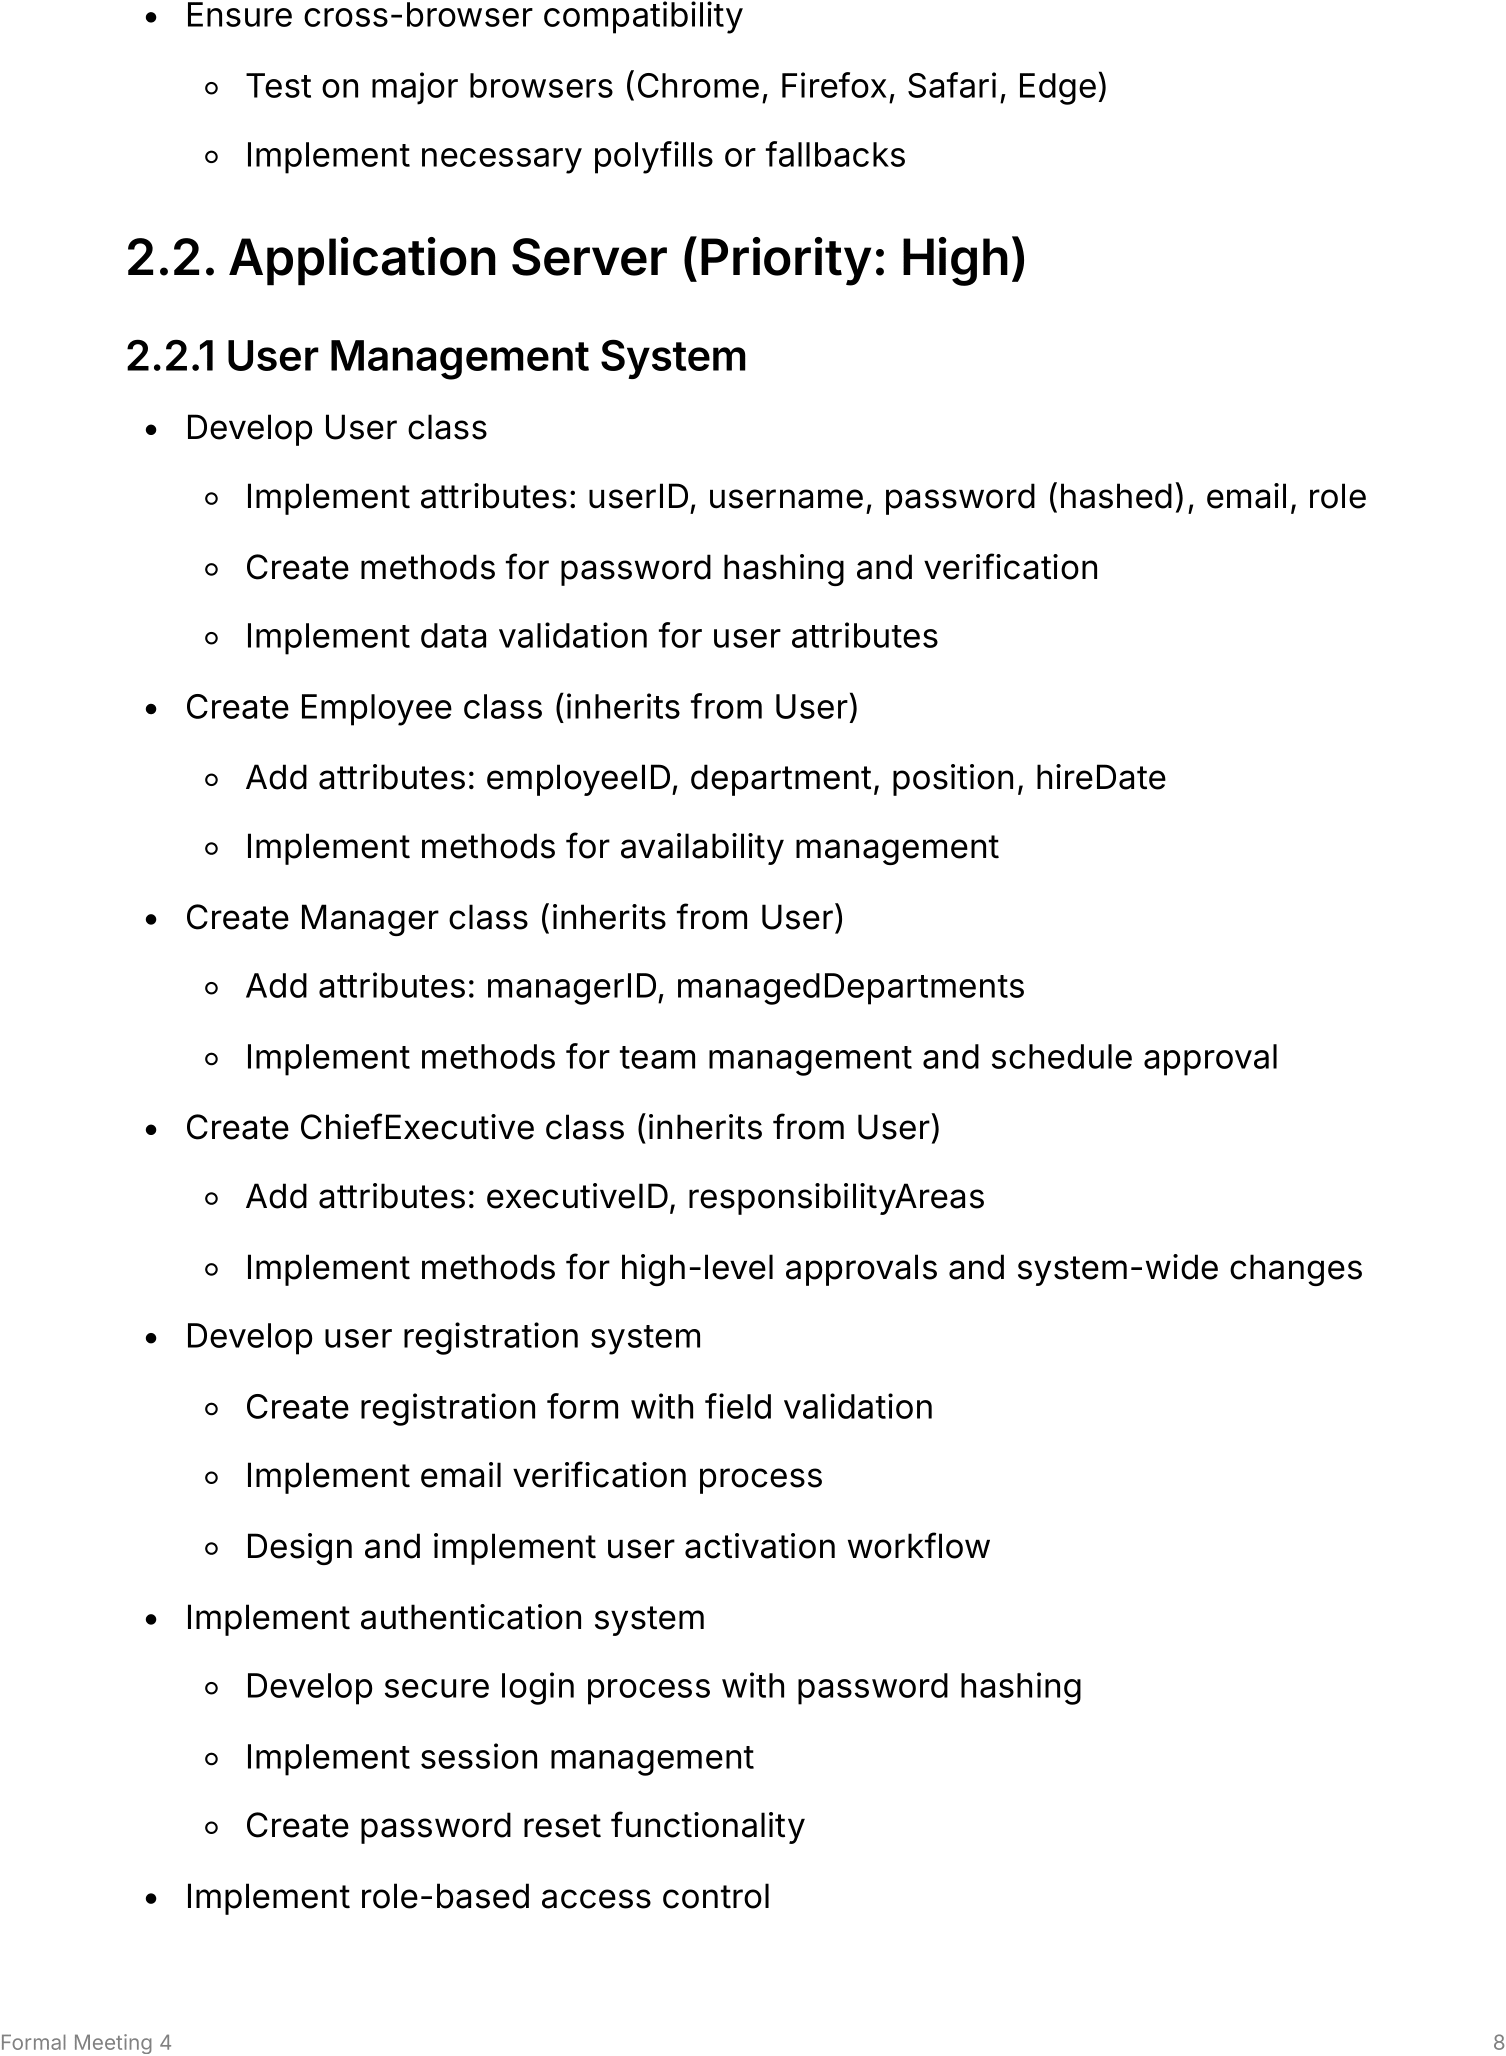 • Ensure cross-browser compatibility
◦ Test on major browsers (Chrome, Firefox, Safari, Edge)
◦ Implement necessary polyfills or fallbacks
2.2. Application Server (Priority: High)
2.2.1 User Management System
• Develop User class
◦ Implement attributes: userID, username, password (hashed), email, role
◦ Create methods for password hashing and verification
◦ Implement data validation for user attributes
• Create Employee class (inherits from User)
◦ Add attributes: employeeID, department, position, hireDate
◦ Implement methods for availability management
• Create Manager class (inherits from User)
◦ Add attributes: managerID, managedDepartments
◦ Implement methods for team management and schedule approval
• Create ChiefExecutive class (inherits from User)
◦ Add attributes: executiveID, responsibilityAreas
◦ Implement methods for high-level approvals and system-wide changes
• Develop user registration system
◦ Create registration form with field validation
◦ Implement email verification process
◦ Design and implement user activation workflow
• Implement authentication system
◦ Develop secure login process with password hashing
◦ Implement session management
◦ Create password reset functionality
• Implement role-based access control
Formal Meeting 4 8